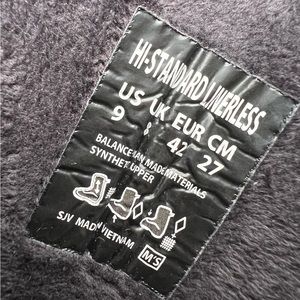 HI-STANDARD LINERLESS
US UK EUR CM
9 8 42 27
BALANCE MAN MADE MATERIALS
SYNTHET UPPER
SJV MADE IN VIETNAM
M'S